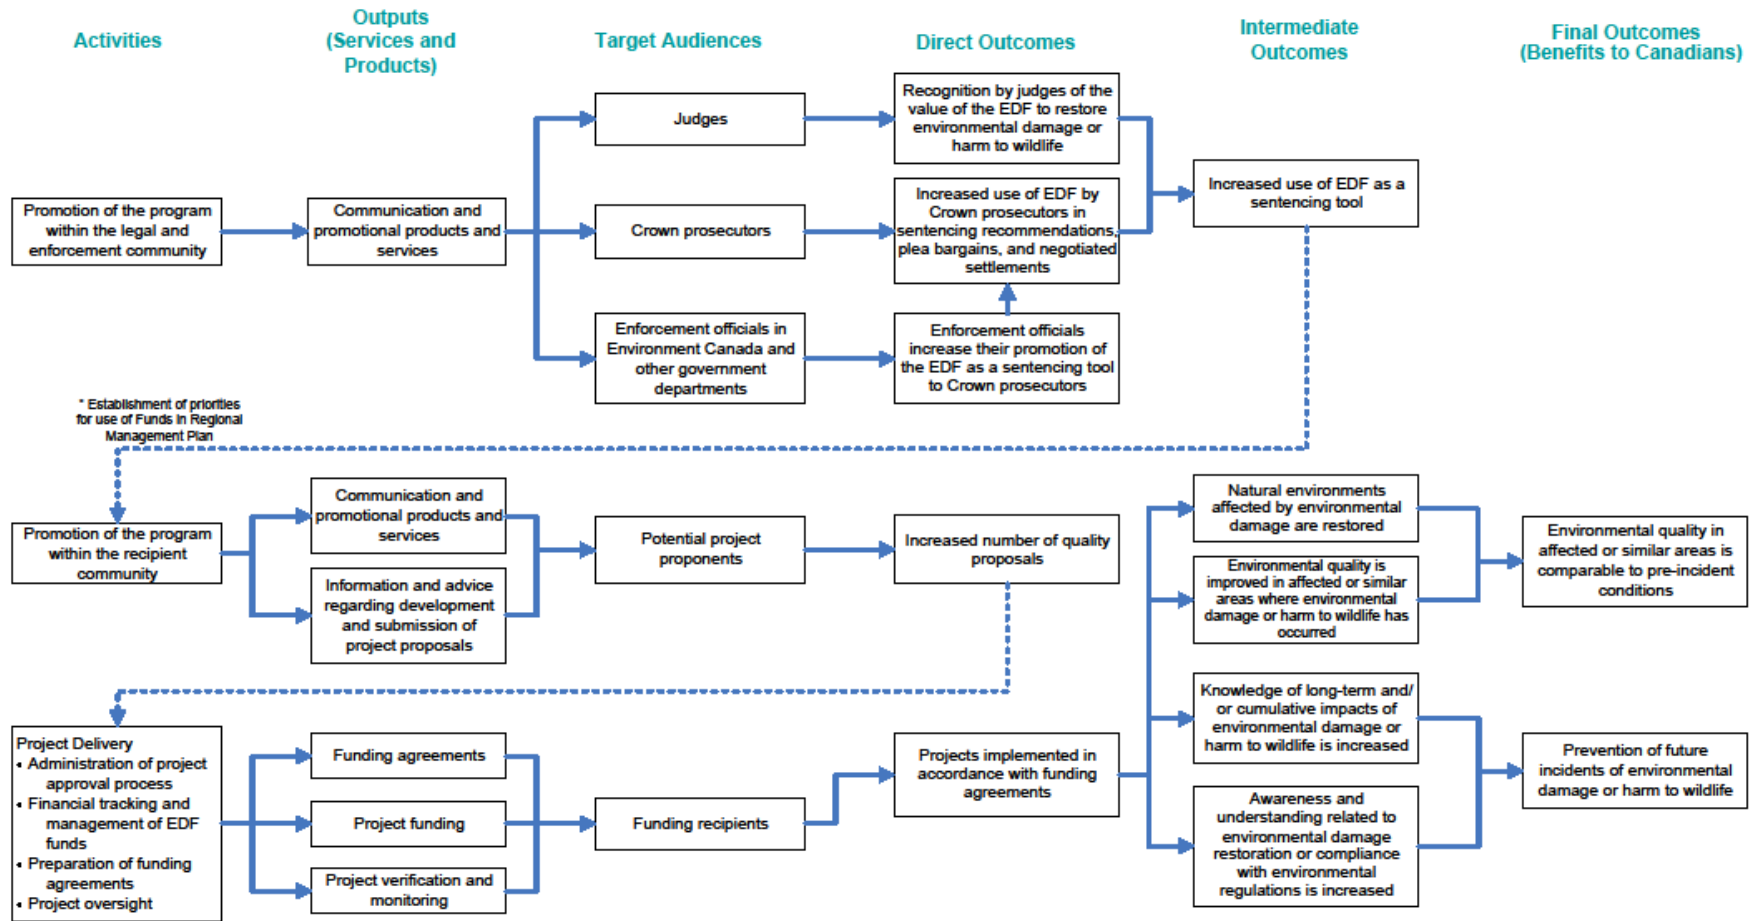 Activities
Outputs
(Services and
Products)
Target Audiences
Direct Outcomes
Intermediate
Outcomes
Final Outcomes
(Benefits to Canadians)
Promotion of the program
within the legal and
enforcement community
Communication and
promotional products and
services
Judges
Crown prosecutors
Enforcement officials in
Environment Canada and
other government
departments
Recognition by judges of the
value of the EDF to restore
environmental damage or
harm to wildlife
Increased use of EDF by
Crown prosecutors in
sentencing recommendations,
plea bargains, and negotiated
settlements
Enforcement officials
increase their promotion of
the EDF as a sentencing tool
to Crown prosecutors
Increased use of EDF as a
sentencing tool
* Establishment of priorities
for use of Funds in Regional
Management Plan
Promotion of the program
within the recipient
community
Communication and
promotional products and
services
Information and advice
regarding development
and submission of
project proposals
Potential project
proponents
Increased number of quality
proposals
Natural environments
affected by environmental
damage are restored
Environmental quality is
improved in affected or similar
areas where environmental
damage or harm to wildlife has
occurred
Environmental quality in
affected or similar areas is
comparable to pre-incident
conditions
Project Delivery
• Administration of project
approval process
• Financial tracking and
management of EDF
funds
• Preparation of funding
agreements
• Project oversight
Funding agreements
Project funding
Project verification and
monitoring
Funding recipients
Projects implemented in
accordance with funding
agreements
Knowledge of long-term and/
or cumulative impacts of
environmental damage or
harm to wildlife is increased
Awareness and
understanding related to
environmental damage
restoration or compliance
with environmental
regulations is increased
Prevention of future
incidents of environmental
damage or harm to wildlife